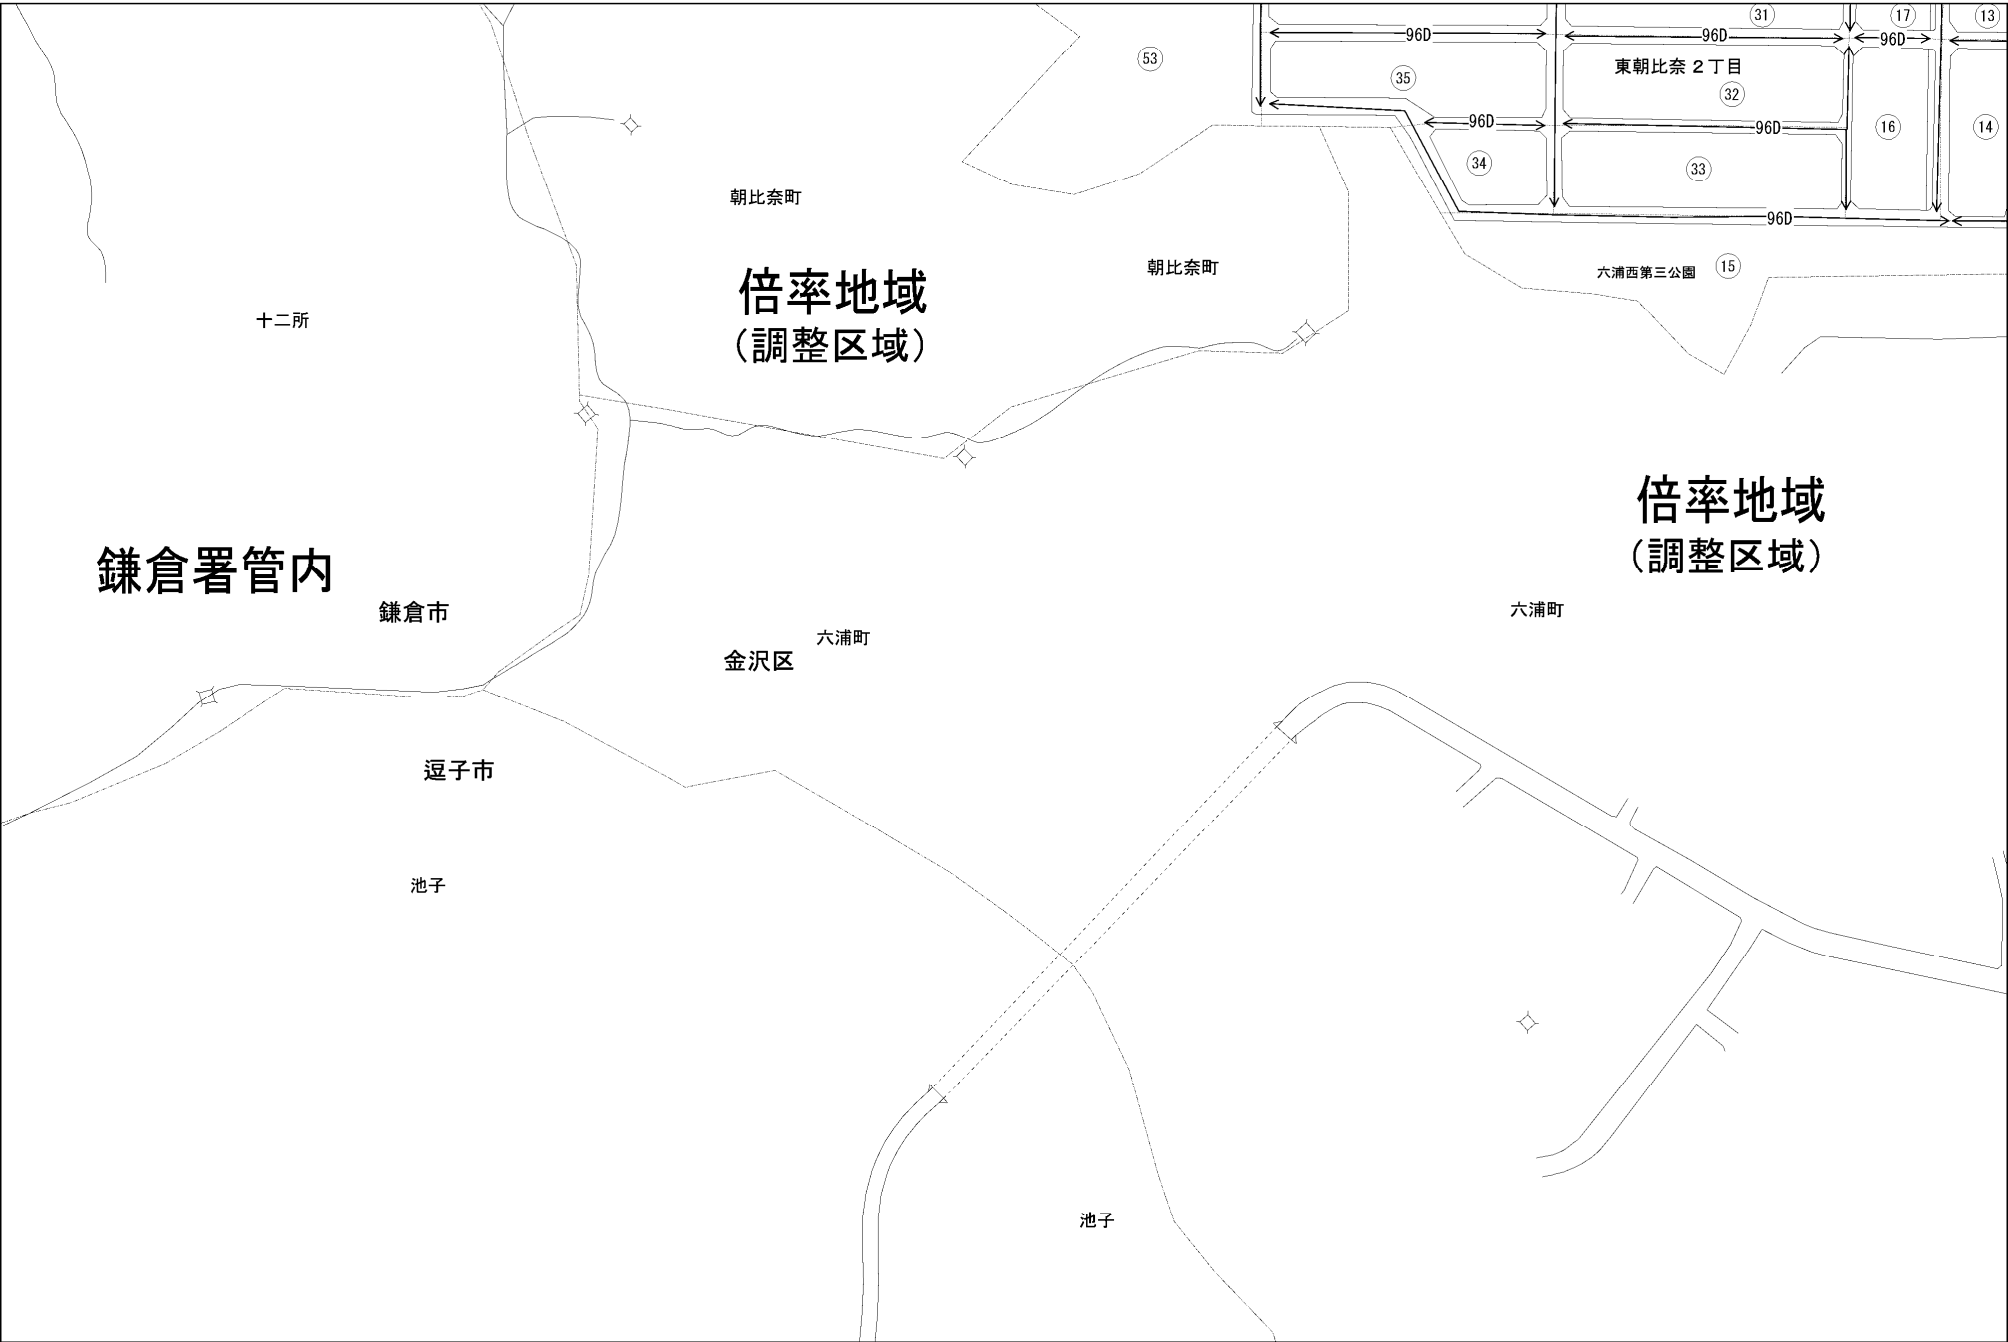 31
17
13
96D
96D
96D
53
35
東朝比奈２丁目
32
96D
96D
16
14
34
33
朝比奈町
96D
朝比奈町
六浦西第三公園
15
倍率地域
(調整区域)
十二所
倍率地域
(調整区域)
鎌倉署管内
鎌倉市
六浦町
六浦町
金沢区
逗子市
池子
池子